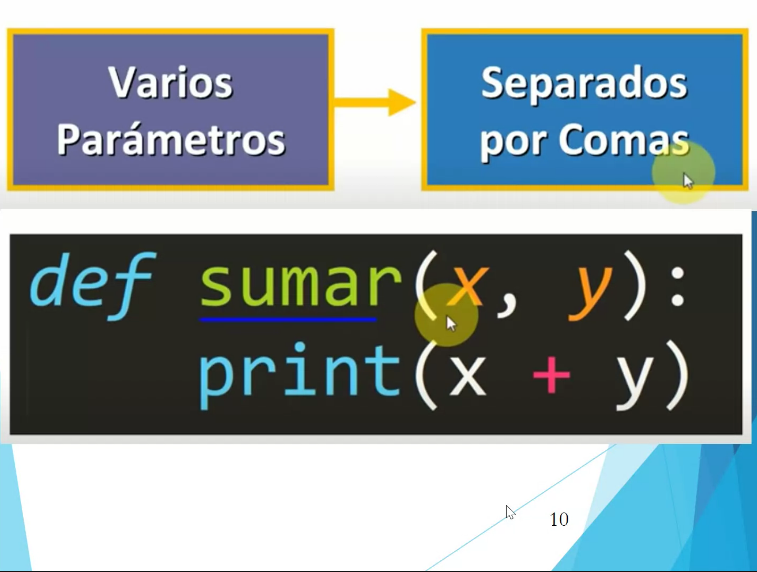 Varios
Parámetros
Separados
por Comas
def sumar(x, y):
    print(x + y)
10